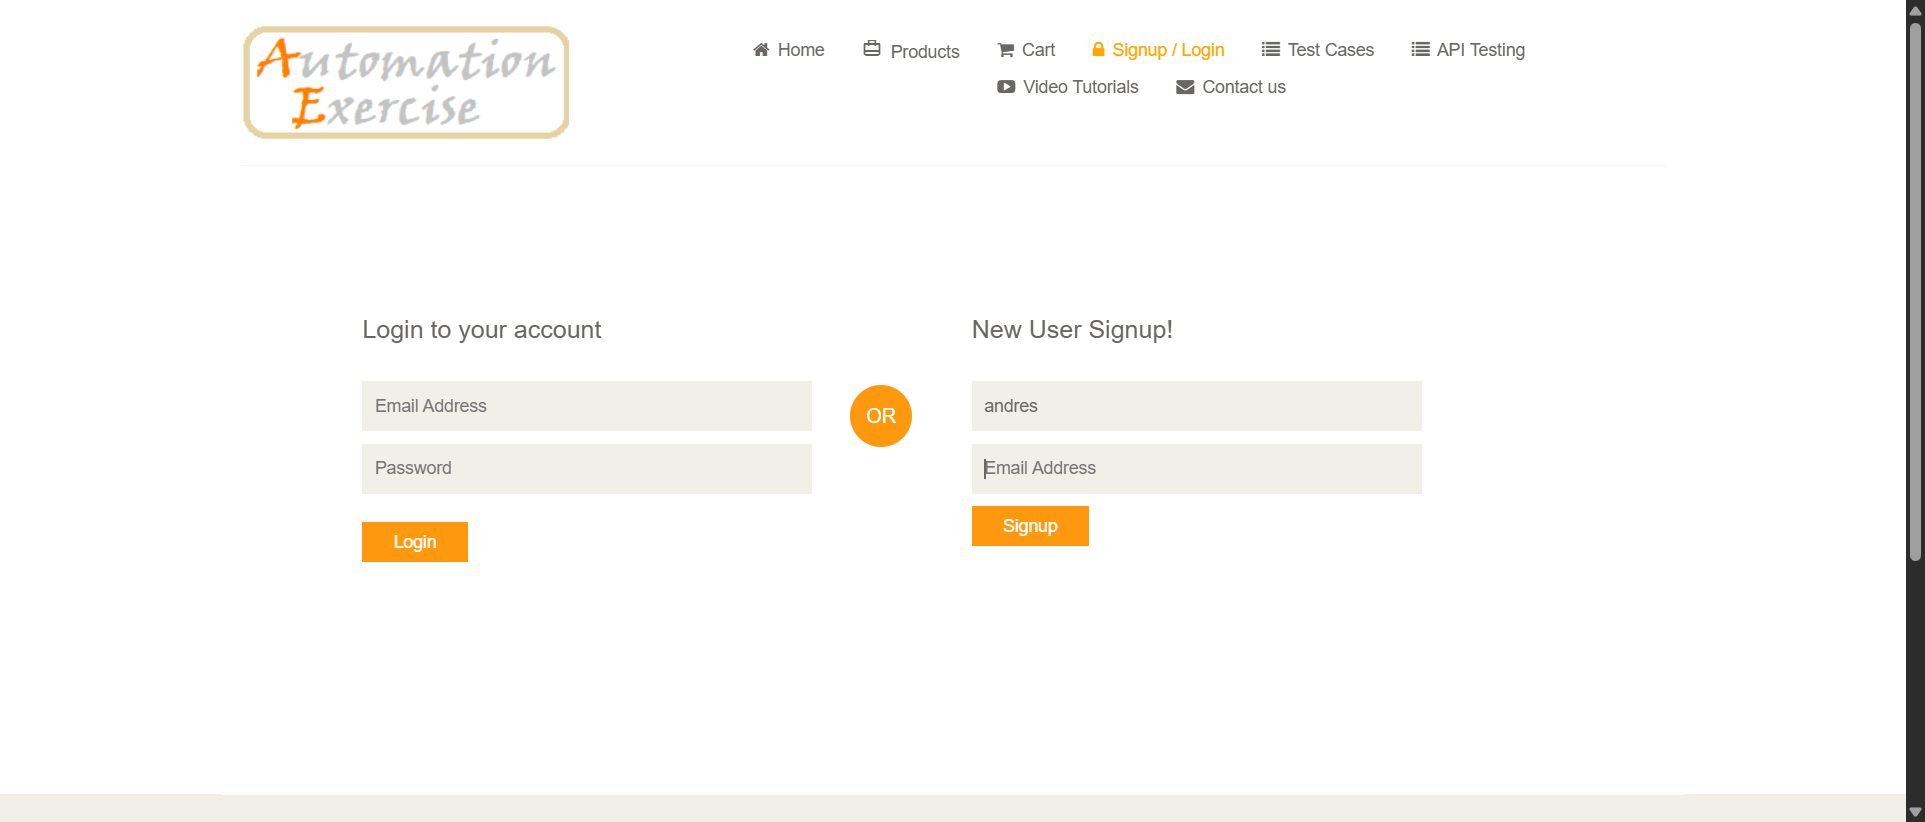 Automation
Exercise
Home
Products
Cart
Signup / Login
Test Cases
API Testing
Video Tutorials
Contact us
Login to your account
Email Address
Password
Login
OR
New User Signup!
andres
Email Address
Signup